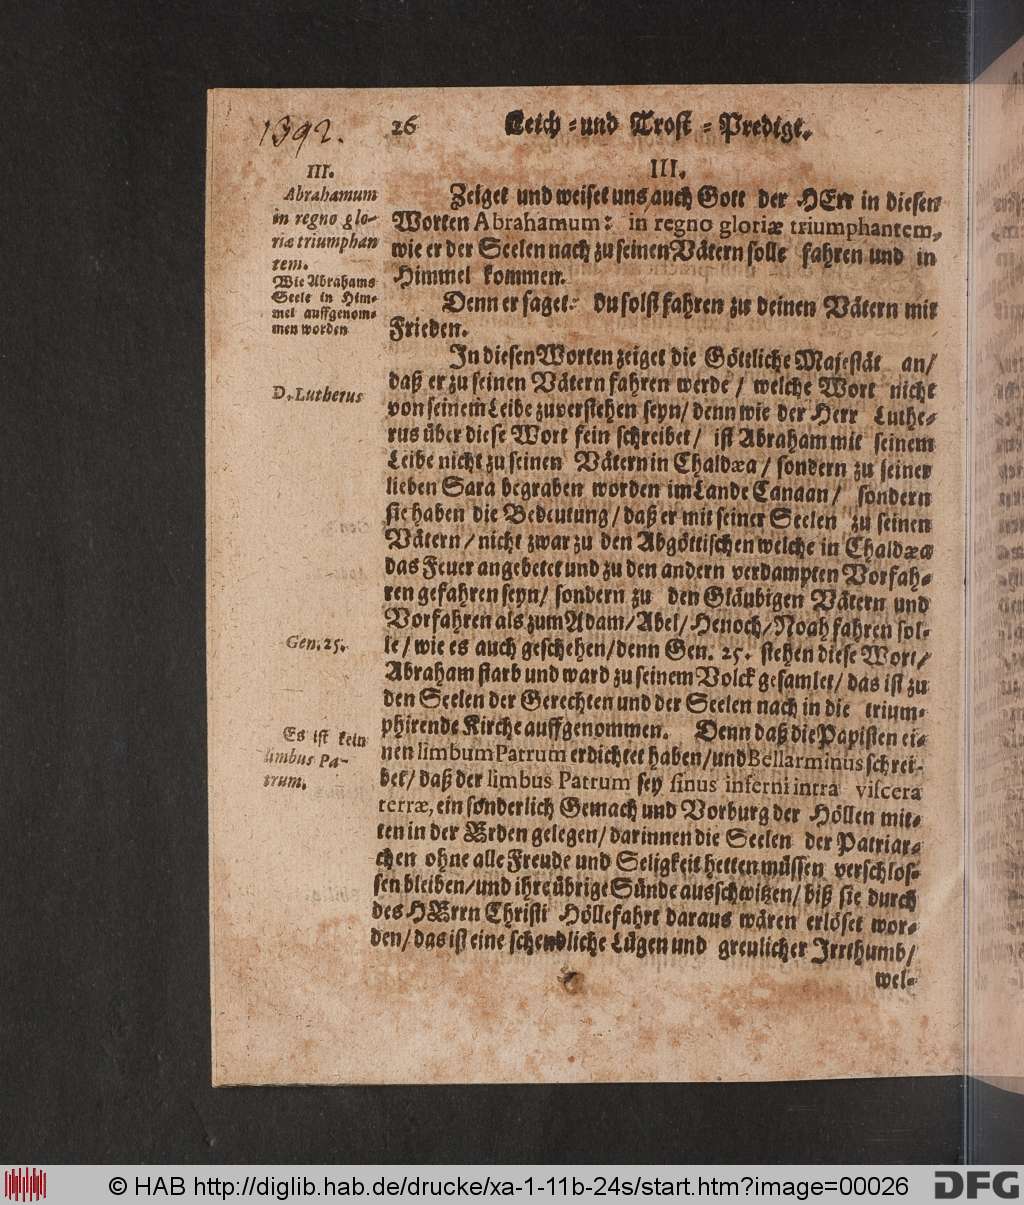 1392.
26 Leich-und Trost-Predigt.
III.
Abrahamum
in regno glo-
riæ triumphan
tem.
Wie Abrahams
Seele in Him-
mel auffgenom-
men worden
D. Lutherus
Gen. 25.
Es ist kein
limbus Pa-
trum.
III.
Zeiget und weiset uns auch Gott der HErr in diesen
Worten Abrahamum: in regno gloriæ triumphantem,
wie er der Seelen nach zu seinen Vätern solle fahren und in
Himmel kommen.
Denn er saget: du solst fahren zu deinen Vätern mit
Frieden.
In diesen Worten zeiget die Göttliche Majestät an/
daß er zu seinen Vätern fahren werde/ welche Wort nicht
von seinem Leibe zuverstehen seyn/ denn wie der Herr Luthe-
rus über diese Wort fein schreibet/ ist Abraham mit seinem
Leibe nicht zu seinen Vätern in Chaldæa/ sondern zu seiner
lieben Sara begraben worden im Lande Canaan/ sondern
sie haben die Bedeutung/ daß er mit seiner Seelen zu seinen
Vätern/ nicht zwar zu den Abgöttischen welche in Chaldæa
das Feuer angebetet und zu den andern verdampten Vorfah-
ren gefahren seyn/ sondern zu den Gläubigen Vätern und
Vorfahren als zum Adam/ Abel/ Henoch/ Noah fahren sol-
le/ wie es auch geschehen/ denn Gen. 25. stehen diese Wort/
Abraham starb und ward zu seinem Volck gesamlet/ das ist zu
den Seelen der Gerechten und der Seelen nach in die trium-
phirende Kirche auffgenommen. Denn daß die Papisten ei-
nen limbum Patrum erdichtet haben/ und Bellarminus schrei-
bet/ daß der limbus Patrum sey sinus inferni intra viscera
terræ, ein sonderlich Gemach und Vorburg der Höllen mit-
ten in der Erden gelegen/ darinnen die Seelen der Patriar-
chen ohne alle Freude und Seligkeit hetten müssen verschlos-
sen bleiben/ und ihre übrige Sünde ausschwitzen/ biß sie durch
des HErrn Christi Höllefahrt daraus wären erlöset wor-
den/ das ist eine schendliche Lügen und greulicher Irrthumb/
wel-
© HAB http://diglib.hab.de/drucke/xa-1-11b-24s/start.htm?image=00026
DFG